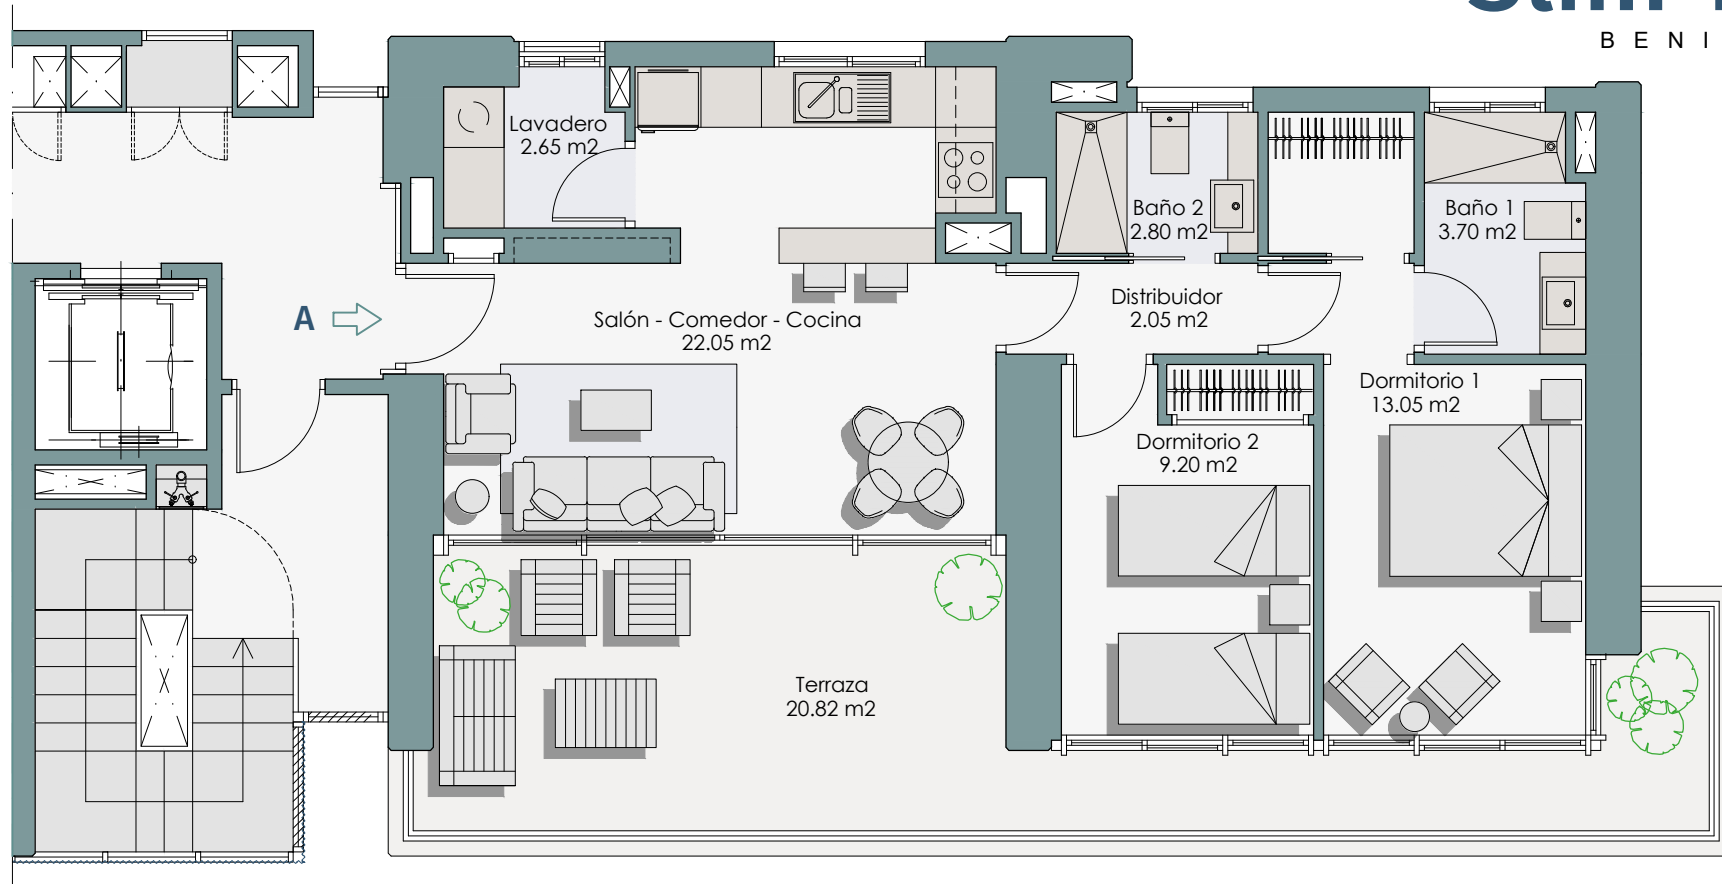 BENI
Lavadero
2.65 m2
Baño 2
2.80 m2
Baño 1
3.70 m2
A
Salón - Comedor - Cocina
22.05 m2
Distribuidor
2.05 m2
Dormitorio 1
13.05 m2
Dormitorio 2
9.20 m2
Terraza
20.82 m2